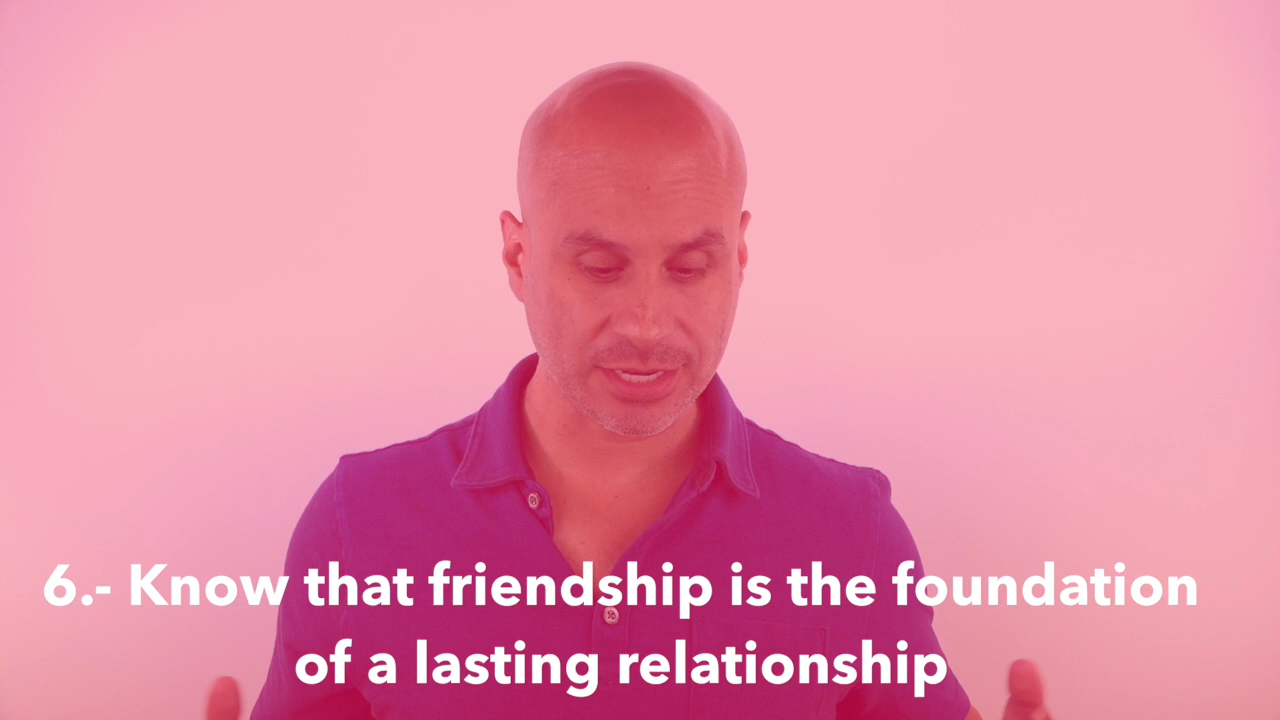 6.- Know that friendship is the foundation
of a lasting relationship